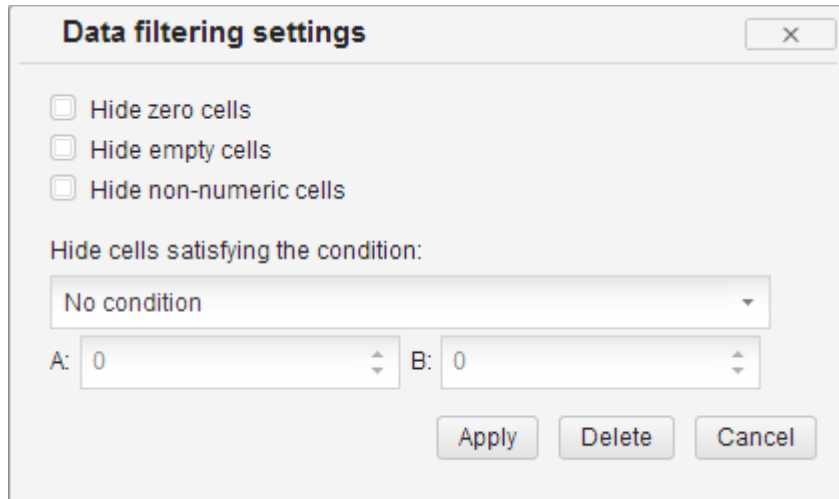 Data filtering settings
Hide zero cells
Hide empty cells
Hide non-numeric cells
Hide cells satisfying the condition:
No condition
A: 0 B: 0
Apply Delete Cancel